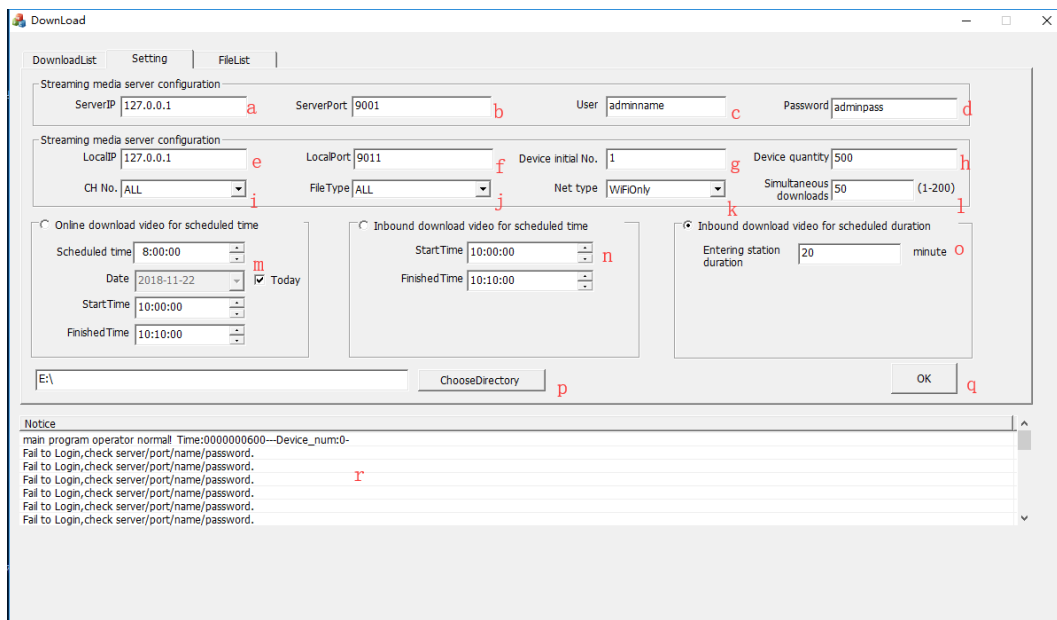 DownLoad
DownloadList Setting FileList
Streaming media server configuration
ServerIP 127.0.0.1 a ServerPort 9001 b User adminname c Password adminpass d
Streaming media server configuration
LocalIP 127.0.0.1 e LocalPort 9011 f Device initial No. 1 g Device quantity 500 h
CH No. ALL i FileType ALL j Net type WiFiOnly k Simultaneous downloads 50 (1-200) l
Online download video for scheduled time
Scheduled time 8:00:00 m
Date 2018-11-22 Today
StartTime 10:00:00
FinishedTime 10:10:00
Inbound download video for scheduled time
StartTime 10:00:00 n
FinishedTime 10:10:00
Inbound download video for scheduled duration
Entering station duration 20 minute o
E:\ ChooseDirectory p OK q
Notice
main program operator normal! Time:0000000600---Device_num:0-
Fail to Login,check server/port/name/password.
Fail to Login,check server/port/name/password.
Fail to Login,check server/port/name/password. r
Fail to Login,check server/port/name/password.
Fail to Login,check server/port/name/password.
Fail to Login,check server/port/name/password.